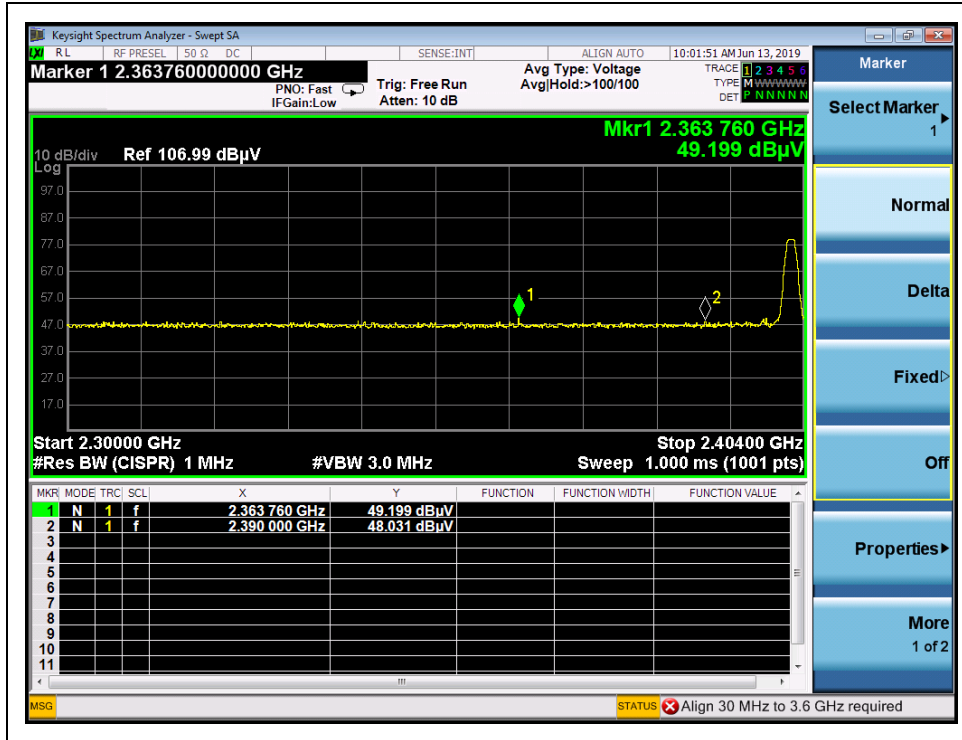 Keysight Spectrum Analyzer - Swept SA
LXI RL RF PRESEL 50 Ω DC SENSE:INT ALIGN AUTO 10:01:51 AM Jun 13, 2019
Marker 1 2.363760000000 GHz
PNO: Fast
IFGain:Low
Trig: Free Run
Atten: 10 dB
Avg Type: Voltage
Avg|Hold:>100/100
TRACE 1 2 3 4 5 6
TYPE M W W W W W
DET P N N N N N
Mkr1 2.363 760 GHz
49.199 dBµV
10 dB/div Ref 106.99 dBµV
Log
97.0
87.0
77.0
67.0
57.0
47.0
37.0
27.0
17.0
1
2
Start 2.30000 GHz Stop 2.40400 GHz
#Res BW (CISPR) 1 MHz #VBW 3.0 MHz Sweep 1.000 ms (1001 pts)
MKR MODE TRC SCL X Y FUNCTION FUNCTION WIDTH FUNCTION VALUE
1 N 1 f 2.363 760 GHz 49.199 dBµV
2 N 1 f 2.390 000 GHz 48.031 dBµV
3
4
5
6
7
8
9
10
11
MSG STATUS Align 30 MHz to 3.6 GHz required
Marker
Select Marker
1
Normal
Delta
Fixed
Off
Properties
More
1 of 2